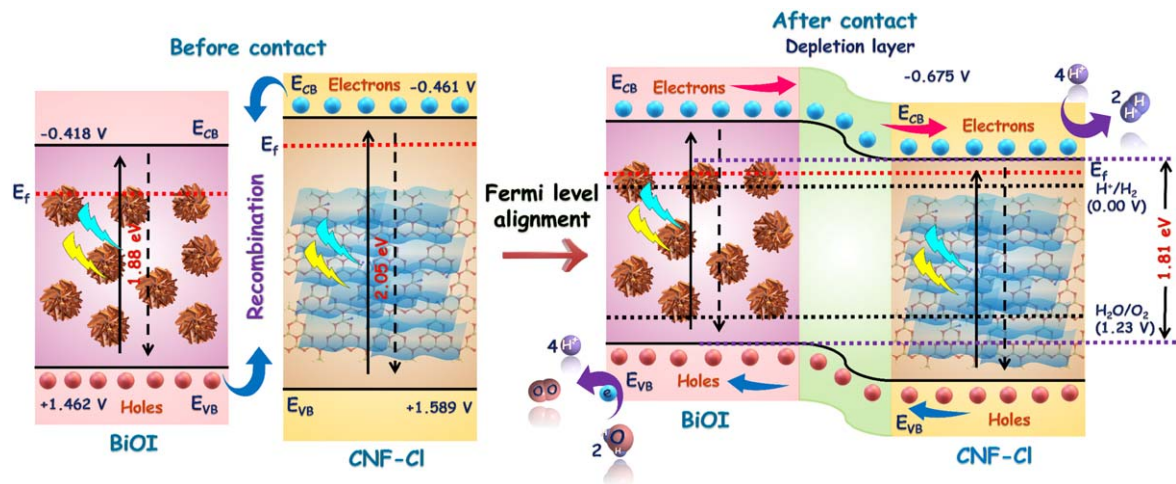 Before contact
-0.418 V
E_CB
E_f
1.88 eV
+1.462 V
Holes
E_VB
BiOI
Recombination
E_CB
Electrons
-0.461 V
E_f
2.05 eV
E_VB
+1.589 V
CNF-Cl
Fermi level
alignment
After contact
Depletion layer
E_CB
Electrons
-0.675 V
4 H⁺
2 H H
E_CB
Electrons
E_f
H⁺/H₂
(0.00 V)
H₂O/O₂
(1.23 V)
1.81 eV
4 H⁺
O O
e
2 O
H
E_VB
Holes
BiOI
E_VB
Holes
CNF-Cl